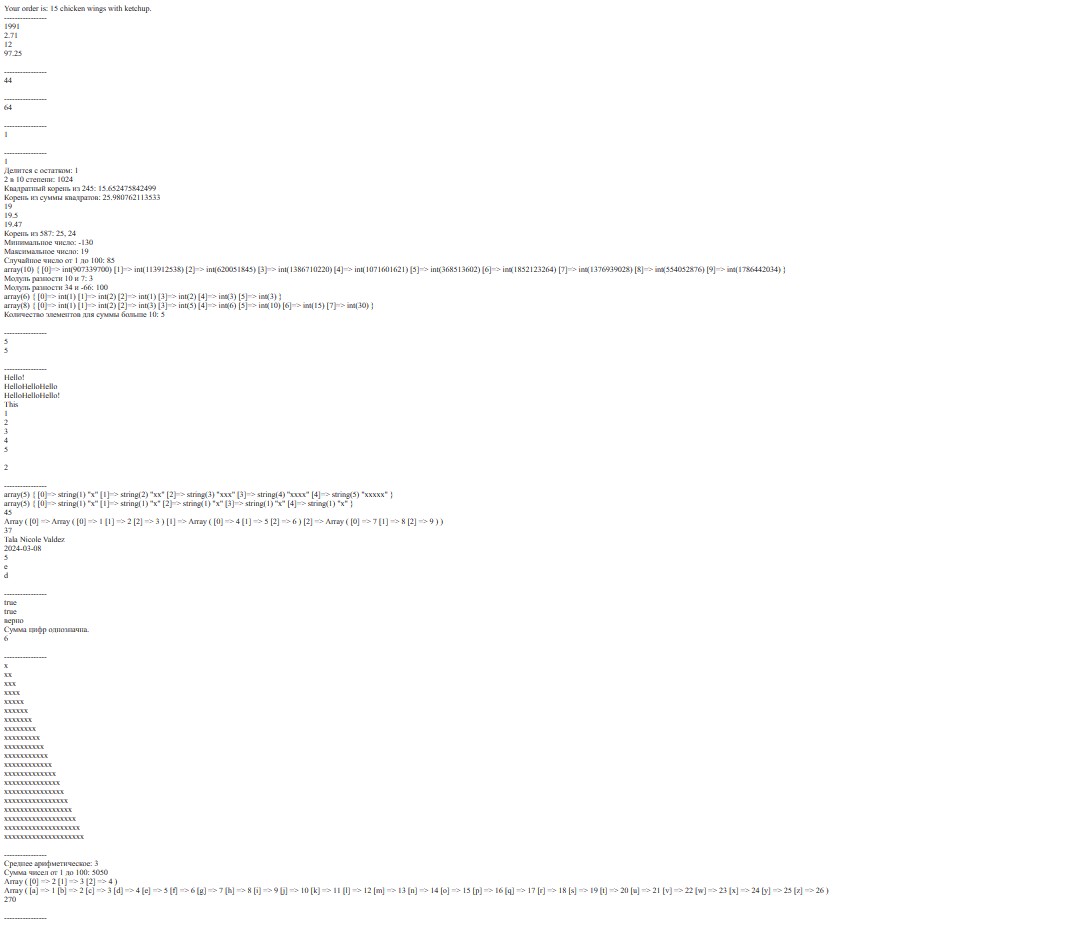 Your order is: 15 chicken wings with ketchup.
----------------
1991
2.71
12
97.25
----------------
44
----------------
64
----------------
1
----------------
1
Делится с остатком: 1
2 в 10 степени: 1024
Квадратный корень из 245: 15.652475842499
Корень из суммы квадратов: 25.980762113533
19
19.5
19.47
Корень из 587: 25, 24
Минимальное число: -130
Максимальное число: 19
Случайное число от 1 до 100: 85
array(10) { [0]=> int(907339700) [1]=> int(113912538) [2]=> int(620051845) [3]=> int(1386710220) [4]=> int(1071601621) [5]=> int(368513602) [6]=> int(1852123264) [7]=> int(1376939028) [8]=> int(554052876) [9]=> int(1786442034) }
Модуль разности 10 и 7: 3
Модуль разности 34 и -66: 100
array(6) { [0]=> int(1) [1]=> int(2) [2]=> int(1) [3]=> int(2) [4]=> int(3) [5]=> int(3) }
array(8) { [0]=> int(1) [1]=> int(2) [2]=> int(3) [3]=> int(5) [4]=> int(6) [5]=> int(10) [6]=> int(15) [7]=> int(30) }
Количество элементов для суммы больше 10: 5
----------------
5
5
----------------
Hello!
HelloHelloHello
HelloHelloHello!
This
1
2
3
4
5
2
----------------
array(5) { [0]=> string(1) "x" [1]=> string(2) "xx" [2]=> string(3) "xxx" [3]=> string(4) "xxxx" [4]=> string(5) "xxxxx" }
array(5) { [0]=> string(1) "x" [1]=> string(1) "x" [2]=> string(1) "x" [3]=> string(1) "x" [4]=> string(1) "x" }
45
Array ( [0] => Array ( [0] => 1 [1] => 2 [2] => 3 ) [1] => Array ( [0] => 4 [1] => 5 [2] => 6 ) [2] => Array ( [0] => 7 [1] => 8 [2] => 9 ) )
37
Tala Nicole Valdez
2024-03-08
5
e
d
----------------
true
true
верно
Сумма цифр однозначна.
6
----------------
x
xx
xxx
xxxx
xxxxx
xxxxxx
xxxxxxx
xxxxxxxx
xxxxxxxxx
xxxxxxxxxx
xxxxxxxxxxx
xxxxxxxxxxxx
xxxxxxxxxxxxx
xxxxxxxxxxxxxx
xxxxxxxxxxxxxxx
xxxxxxxxxxxxxxxx
xxxxxxxxxxxxxxxxx
xxxxxxxxxxxxxxxxxx
xxxxxxxxxxxxxxxxxxx
xxxxxxxxxxxxxxxxxxxx
----------------
Среднее арифметическое: 3
Сумма чисел от 1 до 100: 5050
Array ( [0] => 2 [1] => 3 [2] => 4 )
Array ( [a] => 1 [b] => 2 [c] => 3 [d] => 4 [e] => 5 [f] => 6 [g] => 7 [h] => 8 [i] => 9 [j] => 10 [k] => 11 [l] => 12 [m] => 13 [n] => 14 [o] => 15 [p] => 16 [q] => 17 [r] => 18 [s] => 19 [t] => 20 [u] => 21 [v] => 22 [w] => 23 [x] => 24 [y] => 25 [z] => 26 )
270
----------------